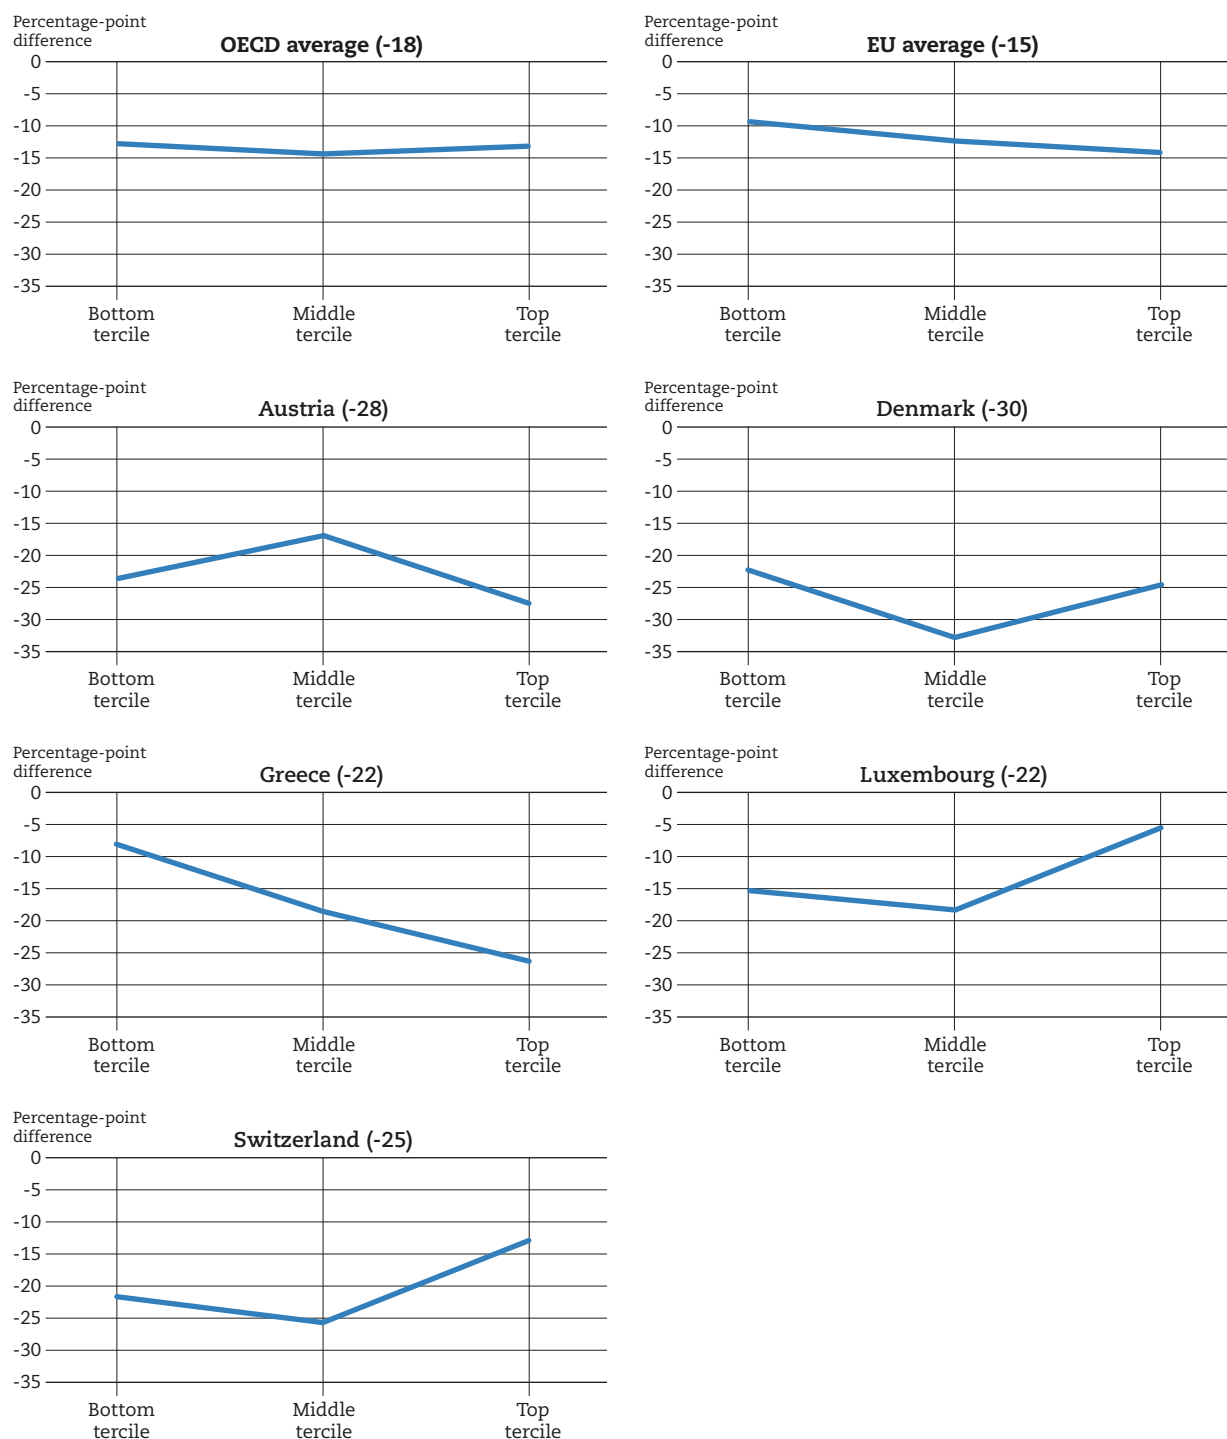 Percentage-point
difference
OECD average (-18)
0
-5
-10
-15
-20
-25
-30
-35
Bottom
tercile
Middle
tercile
Top
tercile
Percentage-point
difference
EU average (-15)
0
-5
-10
-15
-20
-25
-30
-35
Bottom
tercile
Middle
tercile
Top
tercile
Percentage-point
difference
Austria (-28)
0
-5
-10
-15
-20
-25
-30
-35
Bottom
tercile
Middle
tercile
Top
tercile
Percentage-point
difference
Denmark (-30)
0
-5
-10
-15
-20
-25
-30
-35
Bottom
tercile
Middle
tercile
Top
tercile
Percentage-point
difference
Greece (-22)
0
-5
-10
-15
-20
-25
-30
-35
Bottom
tercile
Middle
tercile
Top
tercile
Percentage-point
difference
Luxembourg (-22)
0
-5
-10
-15
-20
-25
-30
-35
Bottom
tercile
Middle
tercile
Top
tercile
Percentage-point
difference
Switzerland (-25)
0
-5
-10
-15
-20
-25
-30
-35
Bottom
tercile
Middle
tercile
Top
tercile